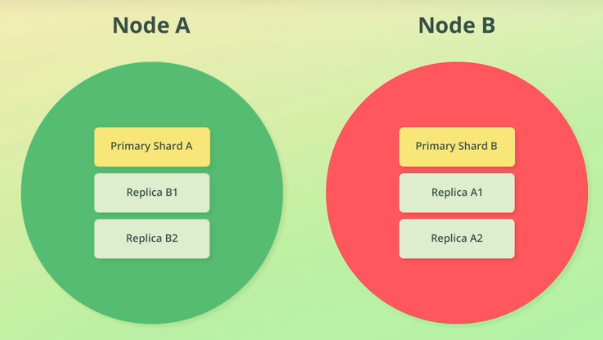 Node A
Primary Shard A
Replica B1
Replica B2
Node B
Primary Shard B
Replica A1
Replica A2